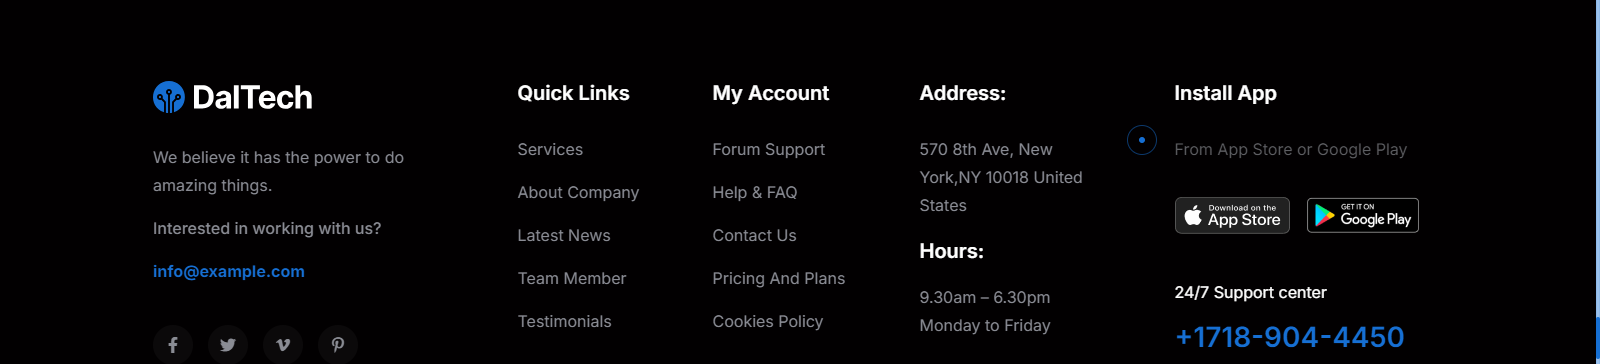 DalTech
We believe it has the power to do
amazing things.
Interested in working with us?
info@example.com
Quick Links
Services
About Company
Latest News
Team Member
Testimonials
My Account
Forum Support
Help & FAQ
Contact Us
Pricing And Plans
Cookies Policy
Address:
570 8th Ave, New
York,NY 10018 United
States
Hours:
9.30am – 6.30pm
Monday to Friday
Install App
From App Store or Google Play
Download on the
App Store
GET IT ON
Google Play
24/7 Support center
+1718-904-4450